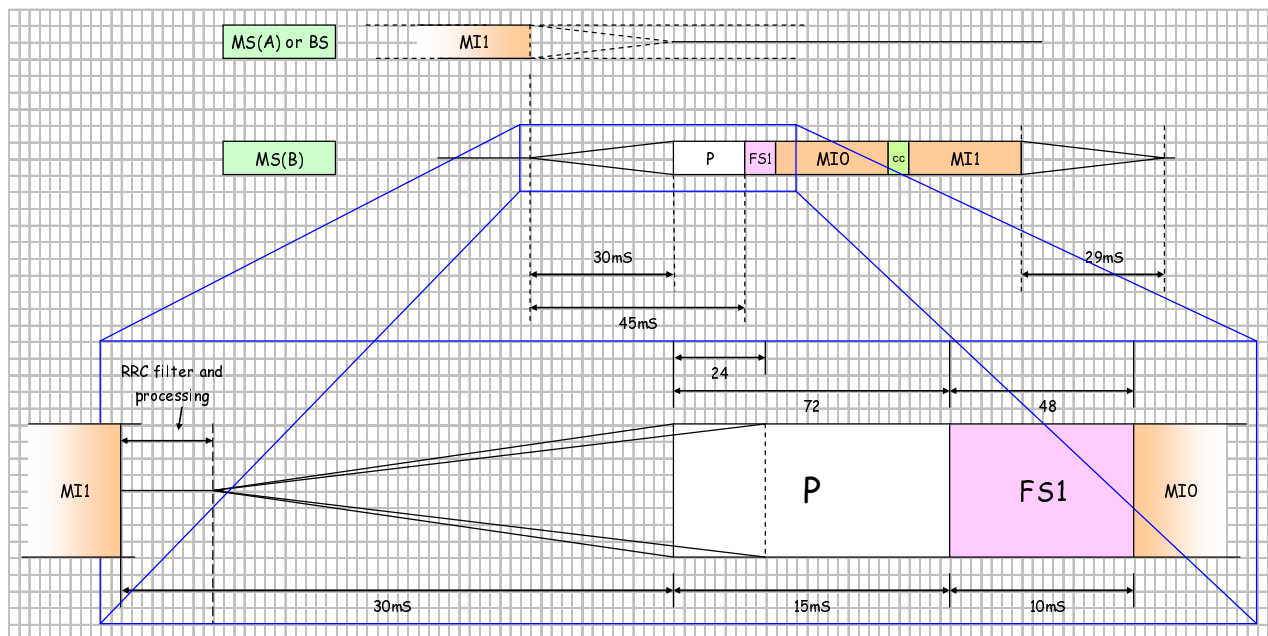 MS(A) or BS
MI1
MS(B)
P
FS1
MI0
cc
MI1
30mS
29mS
45mS
RRC filter and
processing
24
72
48
MI1
P
FS1
MI0
30mS
15mS
10mS